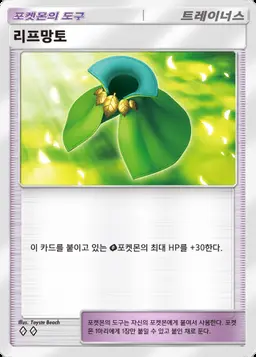 포켓몬의 도구
트레이너스
리프망토
이 카드를 붙이고 있는 포켓몬의 최대 HP를 +30한다.
Illus. Toyste Beach
포켓몬의 도구는 자신의 포켓몬에게 붙여서 사용한다. 포켓
몬 1마리에게 1장만 붙일 수 있고 붙인 채로 둔다.